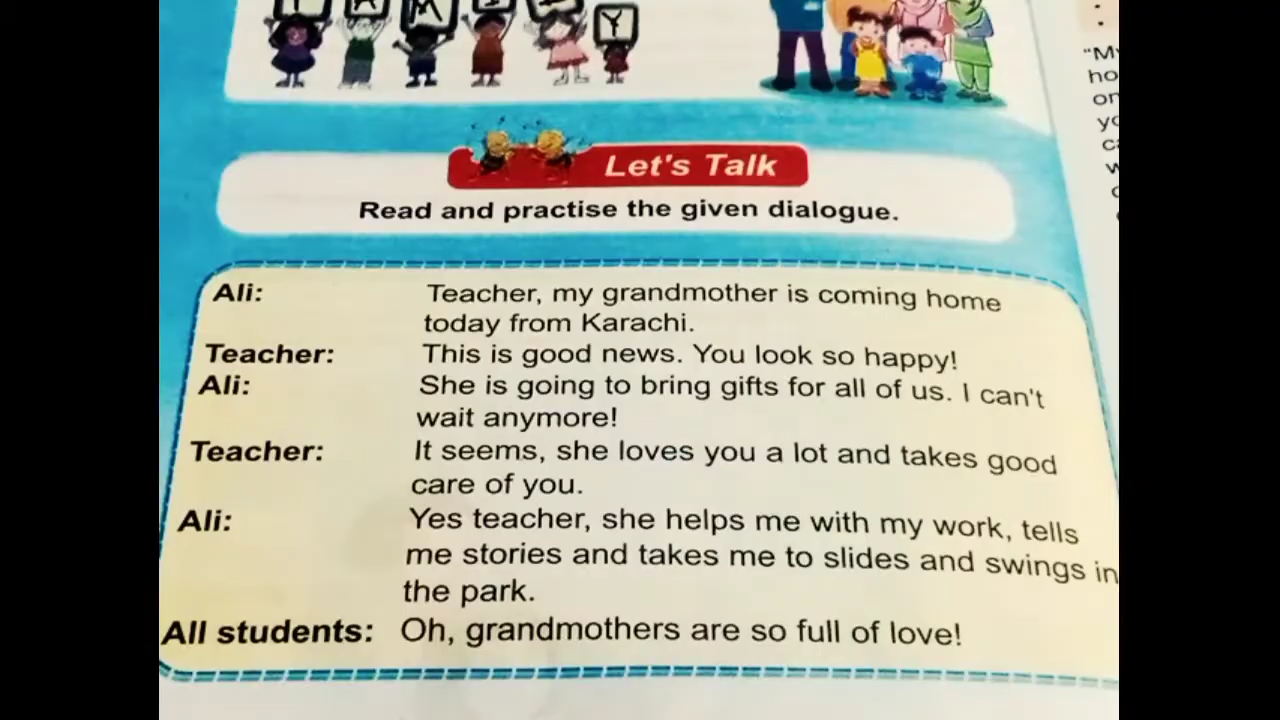 F A M I L Y
Let's Talk
Read and practise the given dialogue.
Ali: Teacher, my grandmother is coming home
today from Karachi.
Teacher: This is good news. You look so happy!
Ali: She is going to bring gifts for all of us. I can't
wait anymore!
Teacher: It seems, she loves you a lot and takes good
care of you.
Ali: Yes teacher, she helps me with my work, tells
me stories and takes me to slides and swings in
the park.
All students: Oh, grandmothers are so full of love!